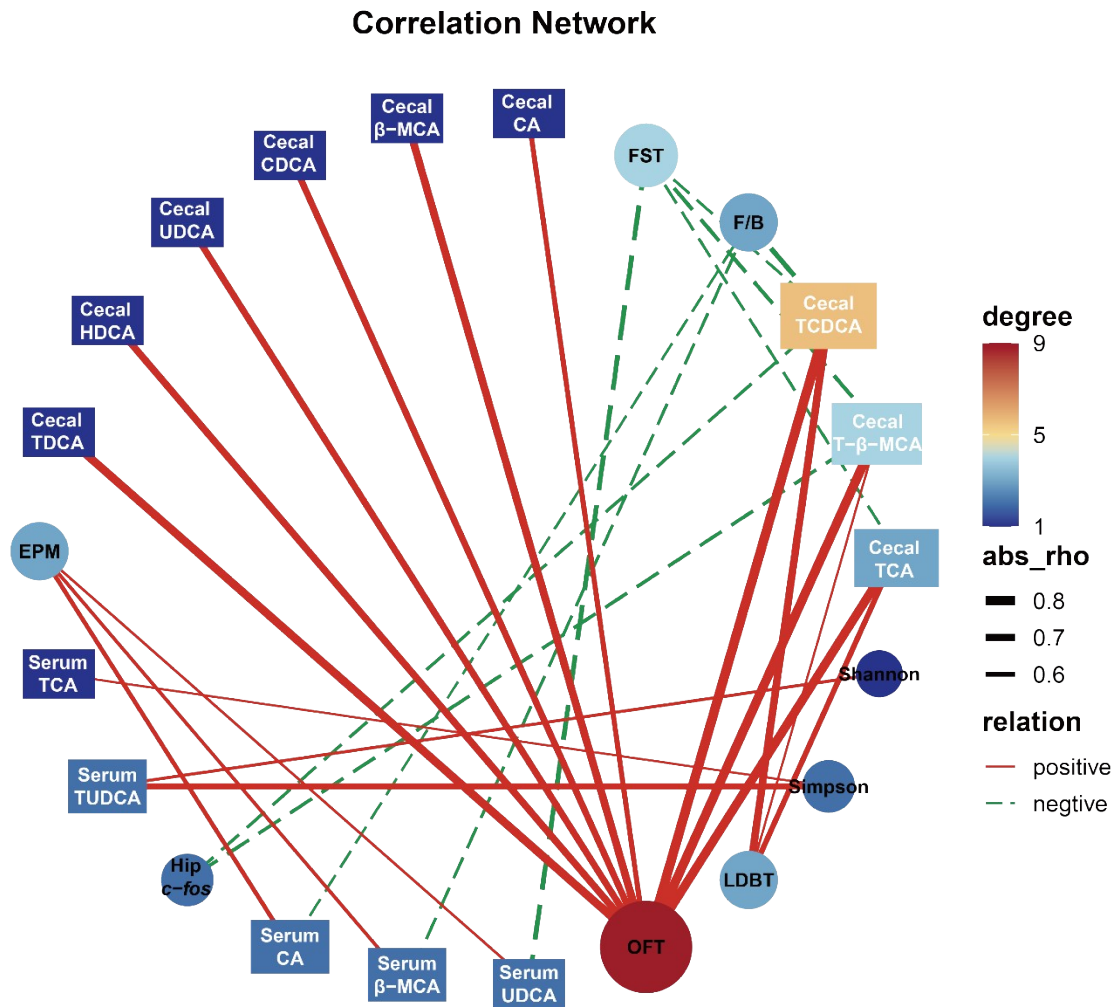 Correlation Network
Cecal
β−MCA
Cecal
CA
Cecal
CDCA
FST
Cecal
UDCA
F/B
Cecal
HDCA
Cecal
TCDCA
Cecal
TDCA
Cecal
T−β−MCA
EPM
Cecal
TCA
Serum
TCA
Shannon
Serum
TUDCA
Simpson
Hip
c−fos
LDBT
Serum
CA
Serum
β−MCA
Serum
UDCA
OFT
degree
9
5
1
abs_rho
0.8
0.7
0.6
relation
positive
negtive